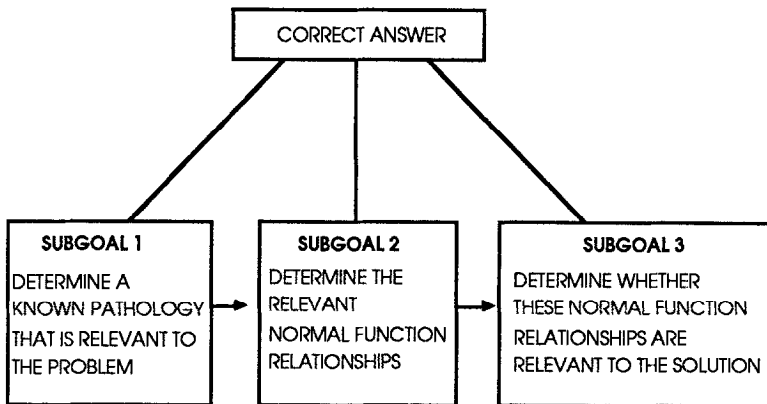 CORRECT ANSWER
SUBGOAL 1
DETERMINE A
KNOWN PATHOLOGY
THAT IS RELEVANT TO
THE PROBLEM
SUBGOAL 2
DETERMINE THE
RELEVANT
NORMAL FUNCTION
RELATIONSHIPS
SUBGOAL 3
DETERMINE WHETHER
THESE NORMAL FUNCTION
RELATIONSHIPS ARE
RELEVANT TO THE SOLUTION